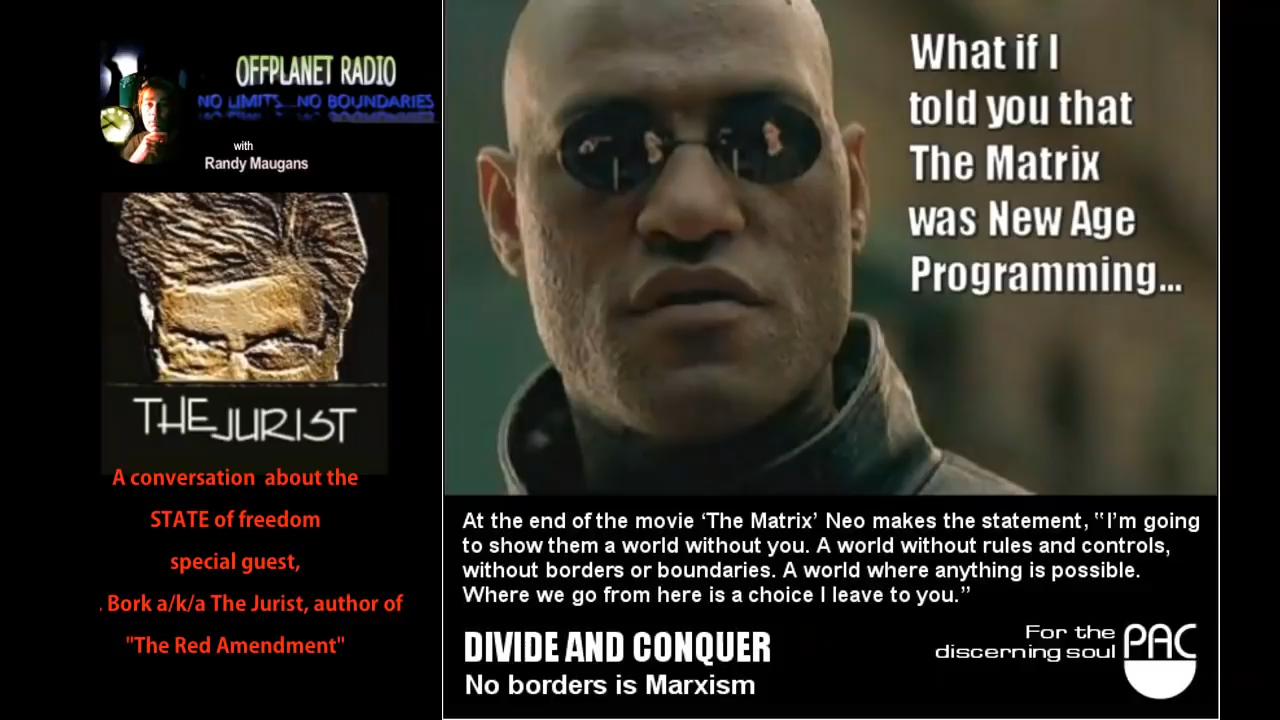 OFFPLANET RADIO
NO LIMITS...NO BOUNDARIES
with
Randy Maugans
THE JURIST
A conversation about the
STATE of freedom
special guest,
. Bork a/k/a The Jurist, author of
"The Red Amendment"
What if I
told you that
The Matrix
was New Age
Programming...
At the end of the movie ‘The Matrix’ Neo makes the statement, “I’m going
to show them a world without you. A world without rules and controls,
without borders or boundaries. A world where anything is possible.
Where we go from here is a choice I leave to you.”
DIVIDE AND CONQUER
No borders is Marxism
For the
discerning soul
PAC